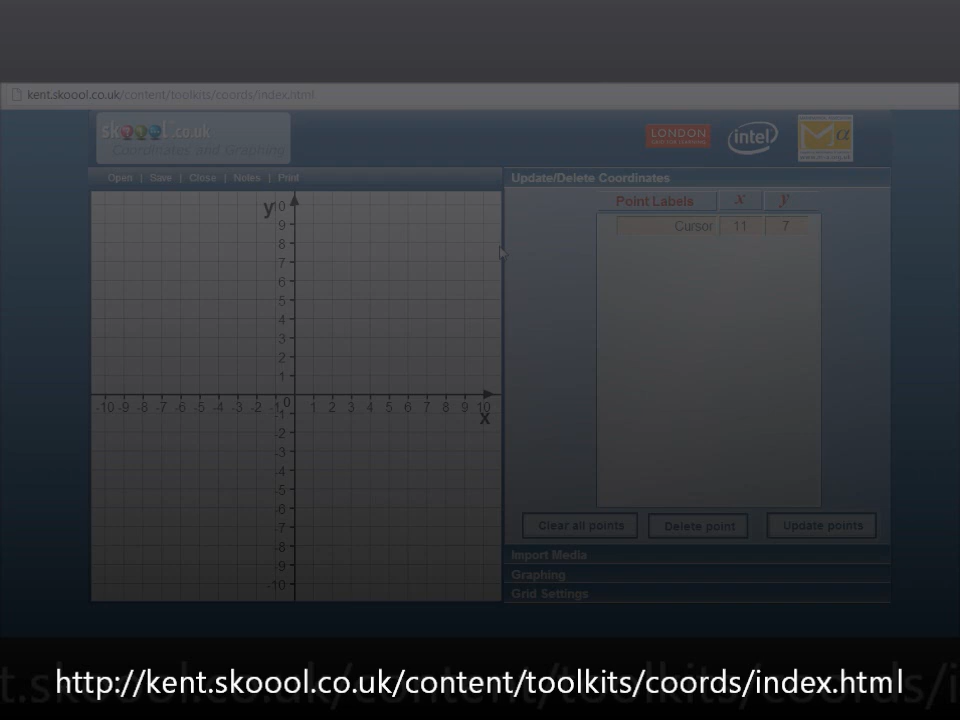 kent.skoool.co.uk/content/toolkits/coords/index.html
skoool.co.uk
Coordinates and Graphing
LONDON
intel
Open | Save | Close | Notes | Print
Update/Delete Coordinates
Point Labels x y
Cursor 11 7
y
10
9
8
7
6
5
4
3
2
1
0
-10 -9 -8 -7 -6 -5 -4 -3 -2 -1 1 2 3 4 5 6 7 8 9 10
x
-1
-2
-3
-4
-5
-6
-7
-8
-9
-10
Clear all points Delete point Update points
Import Media
Graphing
Grid Settings
http://kent.skoool.co.uk/content/toolkits/coords/index.html